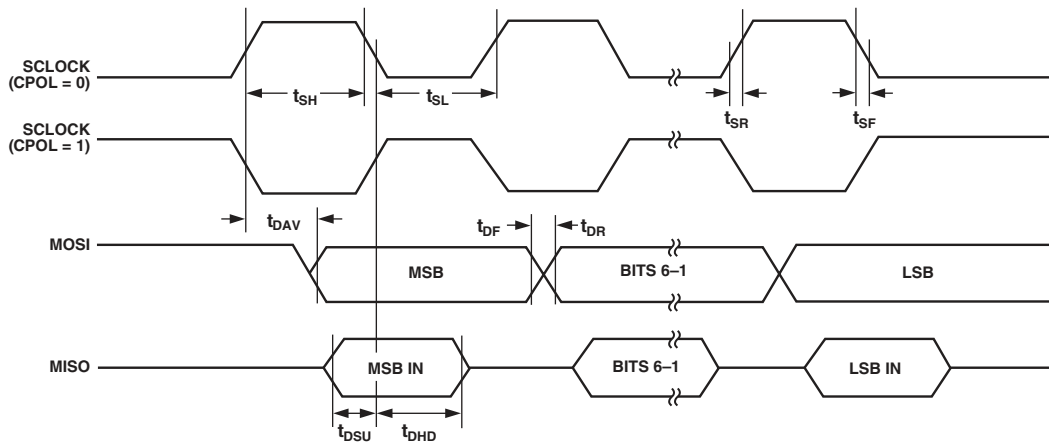 SCLOCK
(CPOL = 0)
tSH
tSL
tSR
tSF
SCLOCK
(CPOL = 1)
tDAV
tDF
tDR
MOSI
MSB
BITS 6–1
LSB
MISO
MSB IN
BITS 6–1
LSB IN
tDSU
tDHD